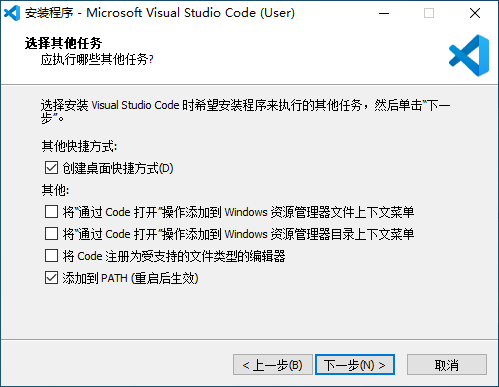 安装程序 - Microsoft Visual Studio Code (User)
选择其他任务
应执行哪些其他任务?
选择安装 Visual Studio Code 时希望安装程序来执行的其他任务，然后单击“下一
步”。
其他快捷方式:
创建桌面快捷方式(D)
其他:
将“通过 Code 打开”操作添加到 Windows 资源管理器文件上下文菜单
将“通过 Code 打开”操作添加到 Windows 资源管理器目录上下文菜单
将 Code 注册为受支持的文件类型的编辑器
添加到 PATH (重启后生效)
< 上一步(B)
下一步(N) >
取消